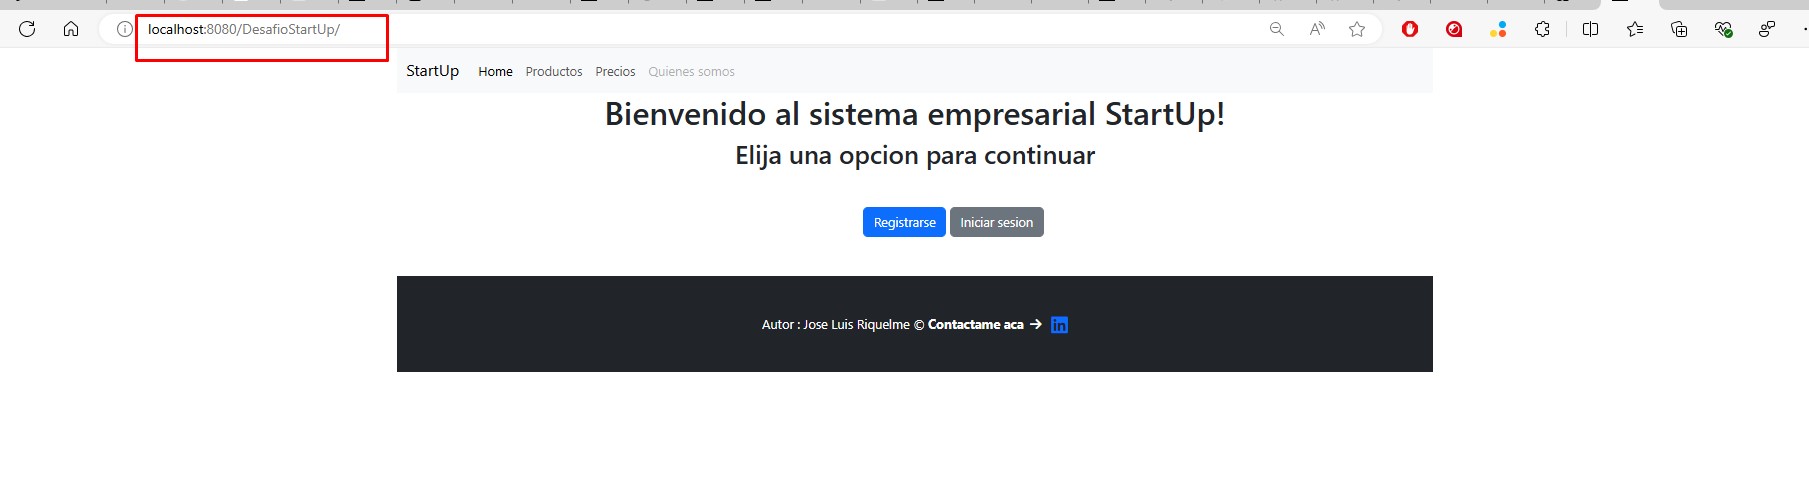 localhost:8080/DesafioStartUp/
StartUp Home Productos Precios Quienes somos
Bienvenido al sistema empresarial StartUp!
Elija una opcion para continuar
Registrarse Iniciar sesion
Autor : Jose Luis Riquelme © Contactame aca → in